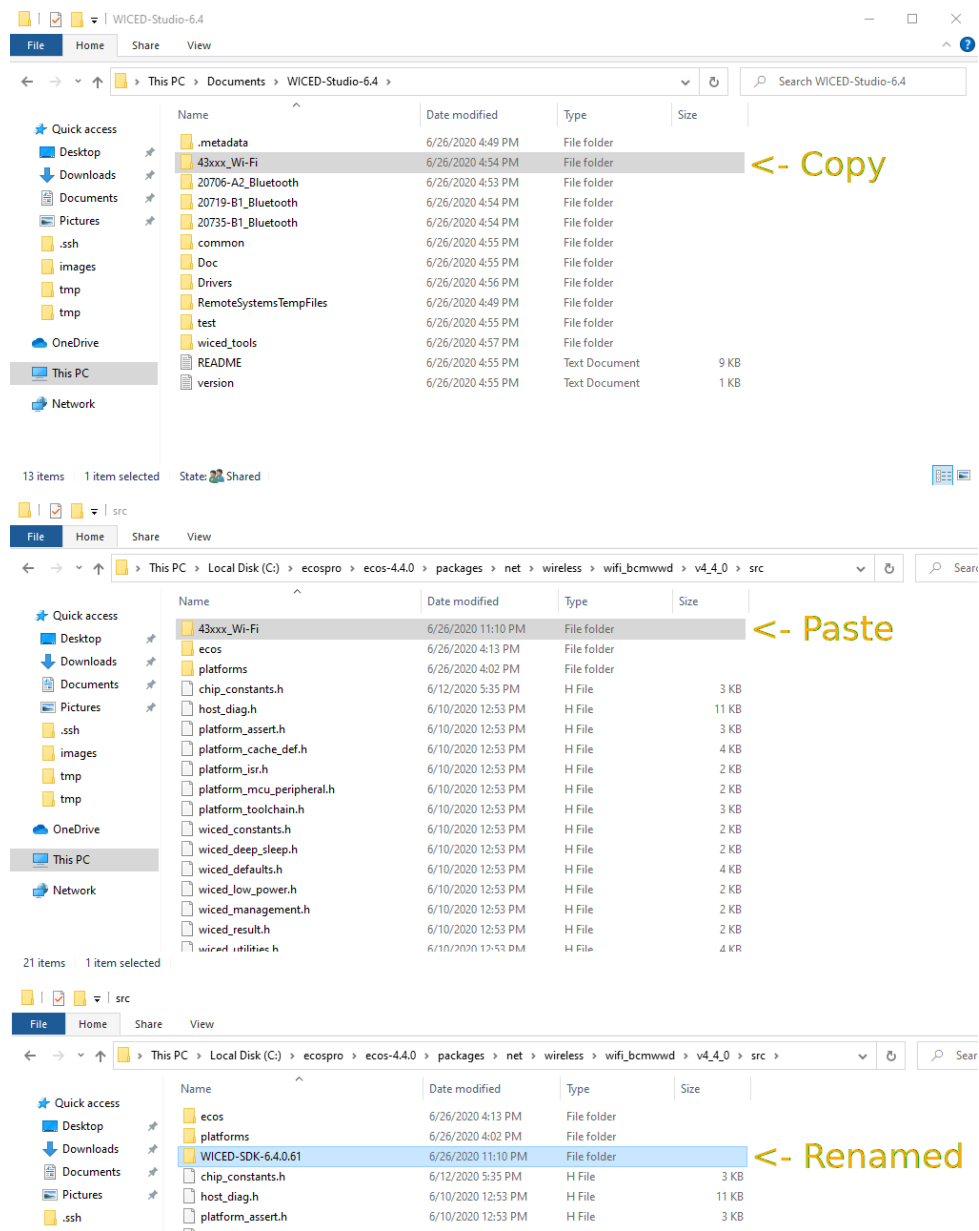 WICED-Studio-6.4
File Home Share View
This PC > Documents > WICED-Studio-6.4 > Search WICED-Studio-6.4
Name Date modified Type Size
Quick access
Desktop
Downloads
Documents
Pictures
.ssh
images
tmp
tmp
OneDrive
This PC
Network
.metadata 6/26/2020 4:49 PM File folder
43xxx_Wi-Fi 6/26/2020 4:54 PM File folder <- Copy
20706-A2_Bluetooth 6/26/2020 4:53 PM File folder
20719-B1_Bluetooth 6/26/2020 4:54 PM File folder
20735-B1_Bluetooth 6/26/2020 4:54 PM File folder
common 6/26/2020 4:55 PM File folder
Doc 6/26/2020 4:55 PM File folder
Drivers 6/26/2020 4:56 PM File folder
RemoteSystemsTempFiles 6/26/2020 4:49 PM File folder
test 6/26/2020 4:55 PM File folder
wiced_tools 6/26/2020 4:57 PM File folder
README 6/26/2020 4:55 PM Text Document 9 KB
version 6/26/2020 4:55 PM Text Document 1 KB
13 items 1 item selected State: Shared
src
File Home Share View
This PC > Local Disk (C:) > ecospro > ecos-4.4.0 > packages > net > wireless > wifi_bcmwwd > v4_4_0 > src Searc
Name Date modified Type Size
Quick access
Desktop
Downloads
Documents
Pictures
.ssh
images
tmp
tmp
OneDrive
This PC
Network
43xxx_Wi-Fi 6/26/2020 11:10 PM File folder <- Paste
ecos 6/26/2020 4:13 PM File folder
platforms 6/26/2020 4:02 PM File folder
chip_constants.h 6/12/2020 5:35 PM H File 3 KB
host_diag.h 6/10/2020 12:53 PM H File 11 KB
platform_assert.h 6/10/2020 12:53 PM H File 3 KB
platform_cache_def.h 6/10/2020 12:53 PM H File 4 KB
platform_isr.h 6/10/2020 12:53 PM H File 2 KB
platform_mcu_peripheral.h 6/10/2020 12:53 PM H File 2 KB
platform_toolchain.h 6/10/2020 12:53 PM H File 3 KB
wiced_constants.h 6/10/2020 12:53 PM H File 2 KB
wiced_deep_sleep.h 6/10/2020 12:53 PM H File 2 KB
wiced_defaults.h 6/10/2020 12:53 PM H File 4 KB
wiced_low_power.h 6/10/2020 12:53 PM H File 2 KB
wiced_management.h 6/10/2020 12:53 PM H File 2 KB
wiced_result.h 6/10/2020 12:53 PM H File 2 KB
wiced_utilities.h 6/10/2020 12:53 PM H File 4 KB
21 items 1 item selected
src
File Home Share View
This PC > Local Disk (C:) > ecospro > ecos-4.4.0 > packages > net > wireless > wifi_bcmwwd > v4_4_0 > src > Sear
Name Date modified Type Size
Quick access
Desktop
Downloads
Documents
Pictures
.ssh
ecos 6/26/2020 4:13 PM File folder
platforms 6/26/2020 4:02 PM File folder
WICED-SDK-6.4.0.61 6/26/2020 11:10 PM File folder <- Renamed
chip_constants.h 6/12/2020 5:35 PM H File 3 KB
host_diag.h 6/10/2020 12:53 PM H File 11 KB
platform_assert.h 6/10/2020 12:53 PM H File 3 KB